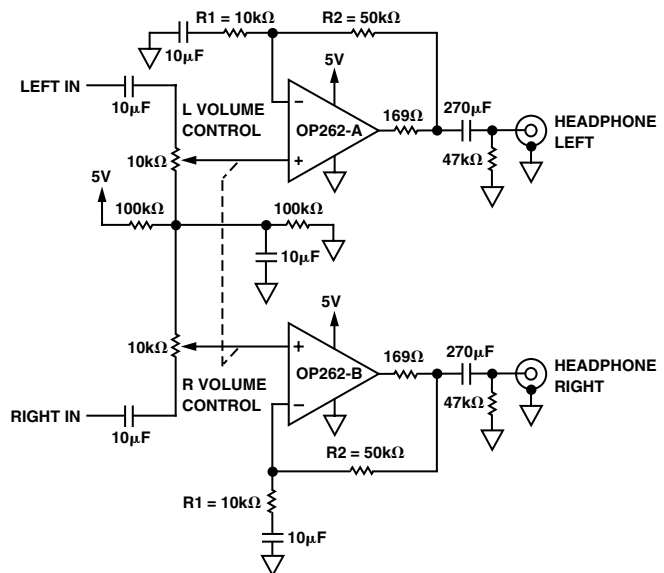 R1 = 10kΩ
R2 = 50kΩ
10µF
5V
LEFT IN
10µF
L VOLUME
CONTROL
OP262-A
169Ω
270µF
HEADPHONE
LEFT
47kΩ
10kΩ
5V
100kΩ
100kΩ
10µF
5V
10kΩ
169Ω
270µF
HEADPHONE
RIGHT
OP262-B
R VOLUME
CONTROL
47kΩ
RIGHT IN
10µF
R2 = 50kΩ
R1 = 10kΩ
10µF